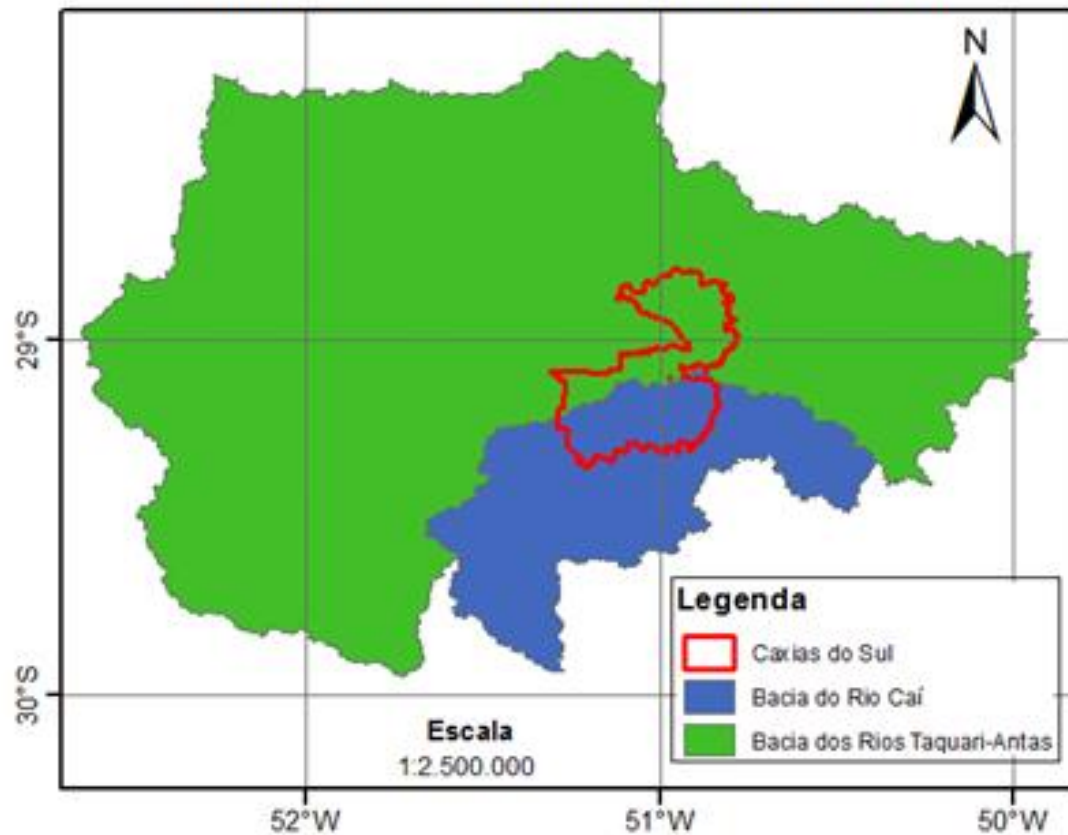 N
29°S
30°S
Legenda
Caxias do Sul
Bacia do Rio Caí
Bacia dos Rios Taquari-Antas
Escala
1:2.500.000
52°W
51°W
50°W